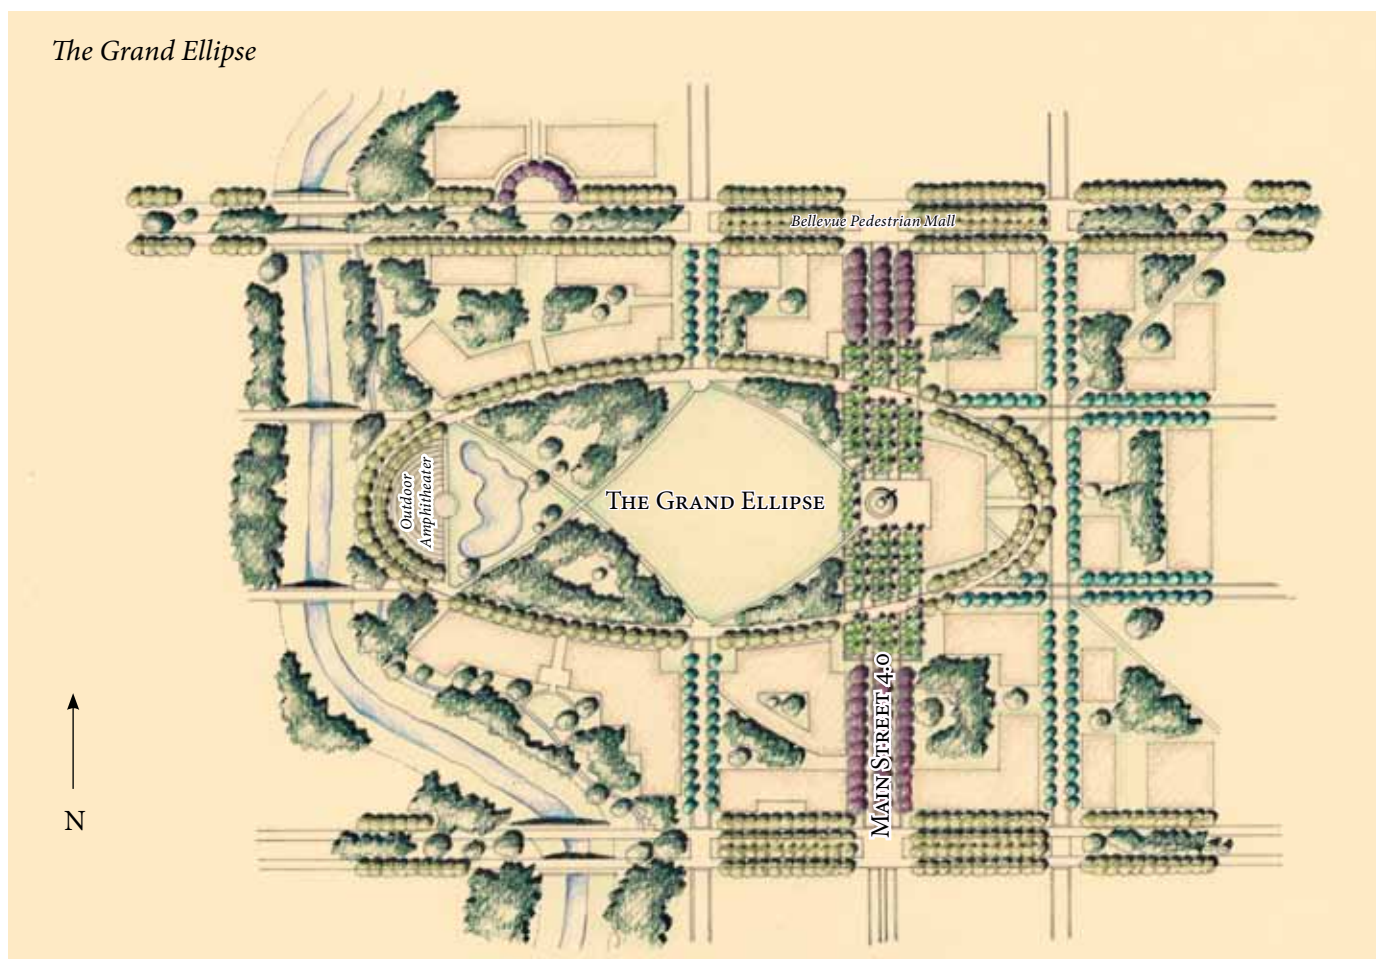 The Grand Ellipse
Bellevue Pedestrian Mall
Outdoor
Amphitheater
The Grand Ellipse
Main Street 4.0
N